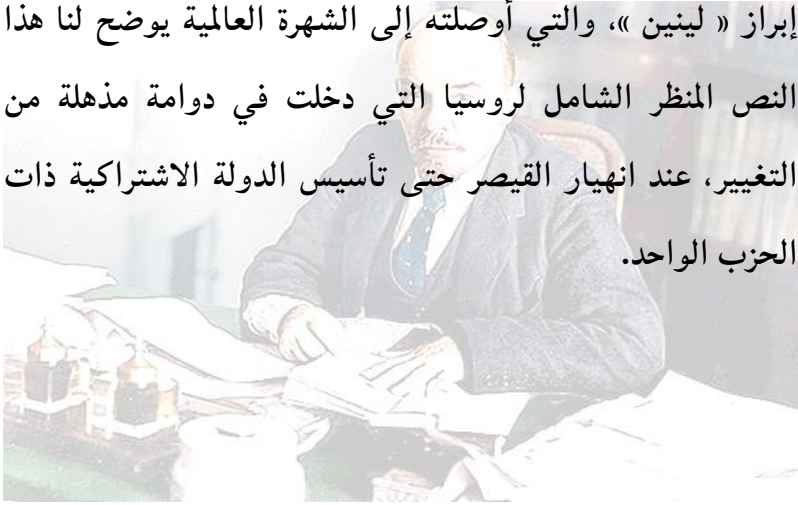 إبراز « لينين »، والتي أوصلته إلى الشهرة العالمية يوضح لنا هذا
النص المنظر الشامل لروسيا التي دخلت في دوامة مذهلة من
التغيير، عند انهيار القيصر حتى تأسيس الدولة الاشتراكية ذات
الحزب الواحد.